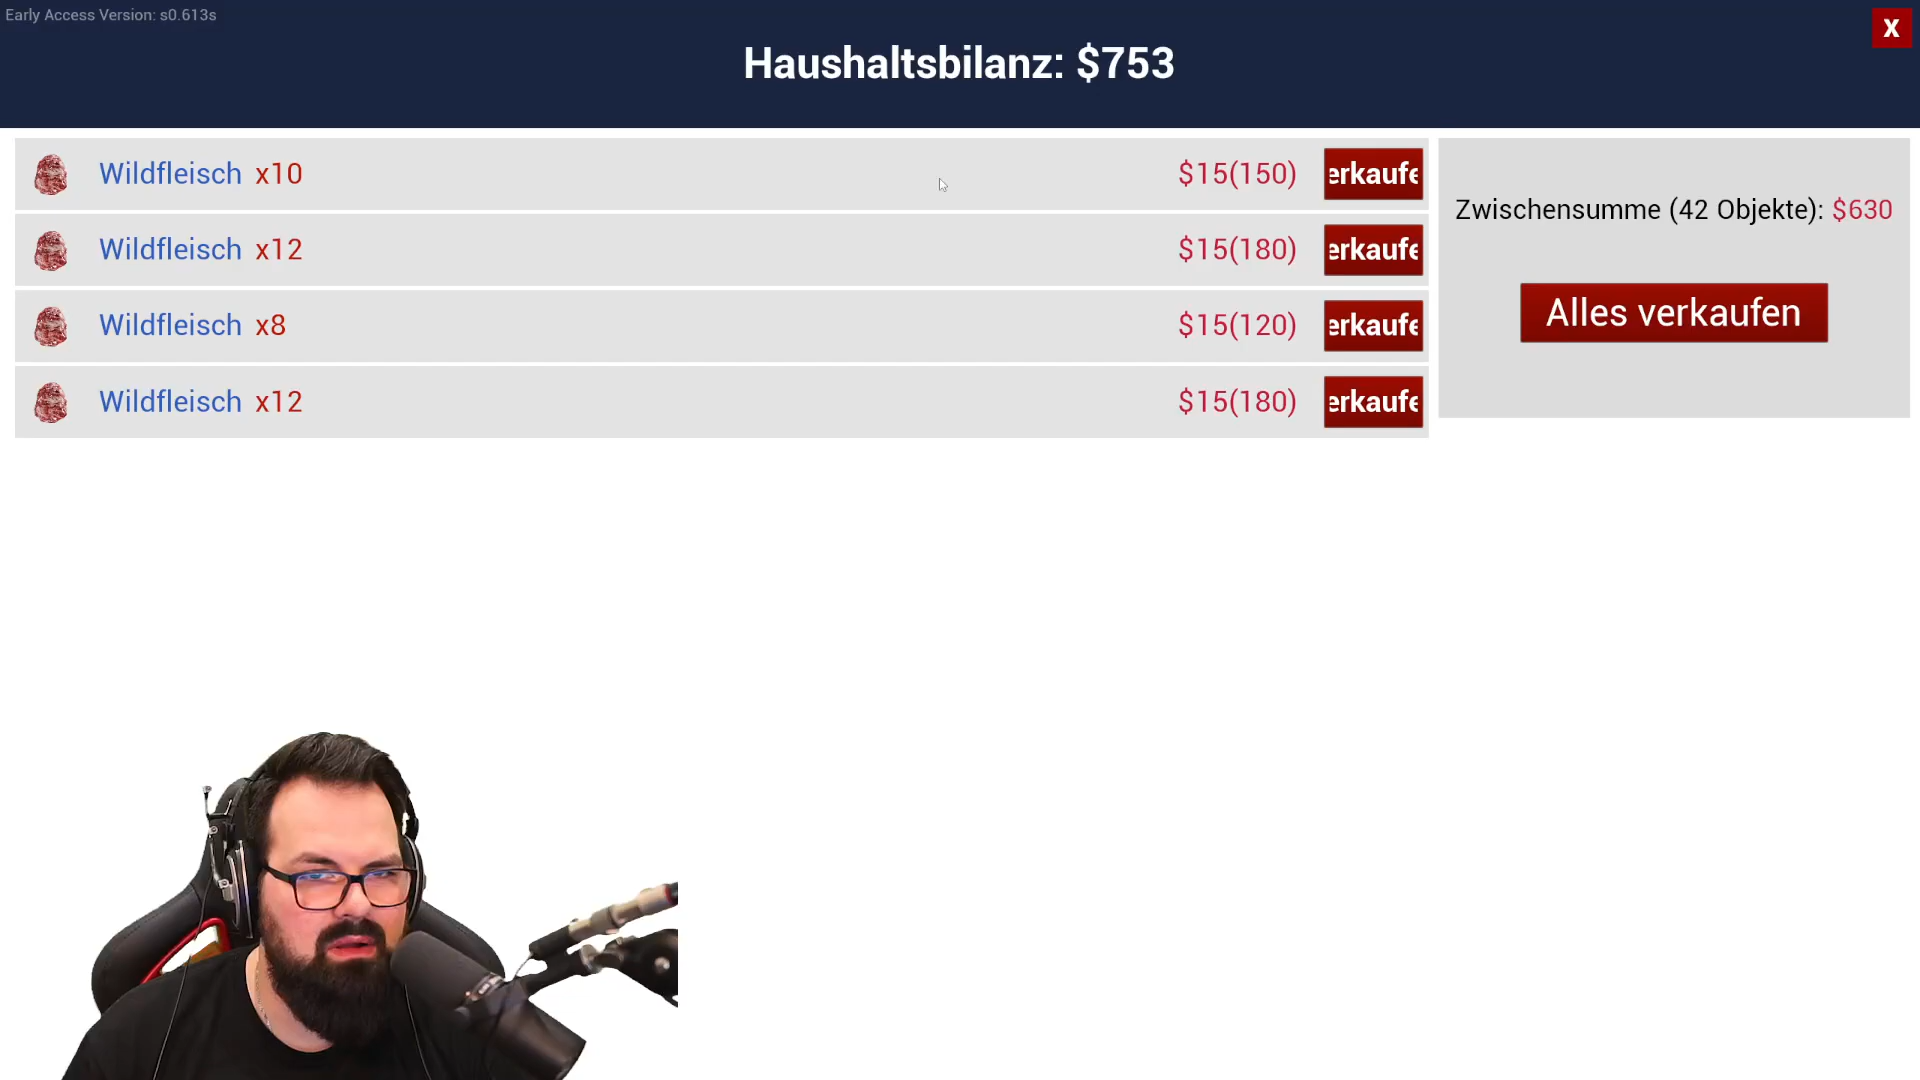 Early Access Version: s0.613s
Haushaltsbilanz: $753
X
Wildfleisch x10 $15(150) erkaufe
Wildfleisch x12 $15(180) erkaufe
Wildfleisch x8 $15(120) erkaufe
Wildfleisch x12 $15(180) erkaufe
Zwischensumme (42 Objekte): $630
Alles verkaufen